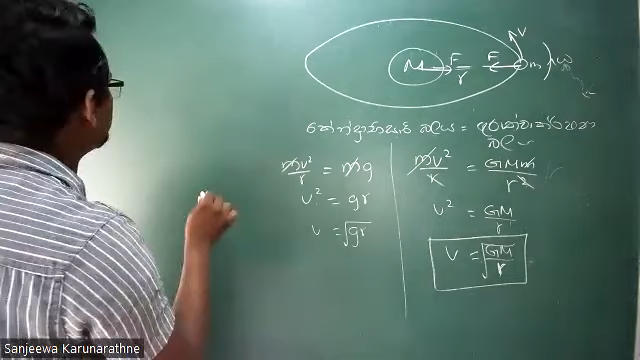 M F r F m v ω
කේන්ද්‍රාභිසාරී බලය = ගුරුත්වාකර්ෂණ
බලය
mv²/r = mg
v² = gr
v = √gr
mv²/r = GMm/r²
v² = GM/r
v = √GM/r
Sanjeewa Karunarathne